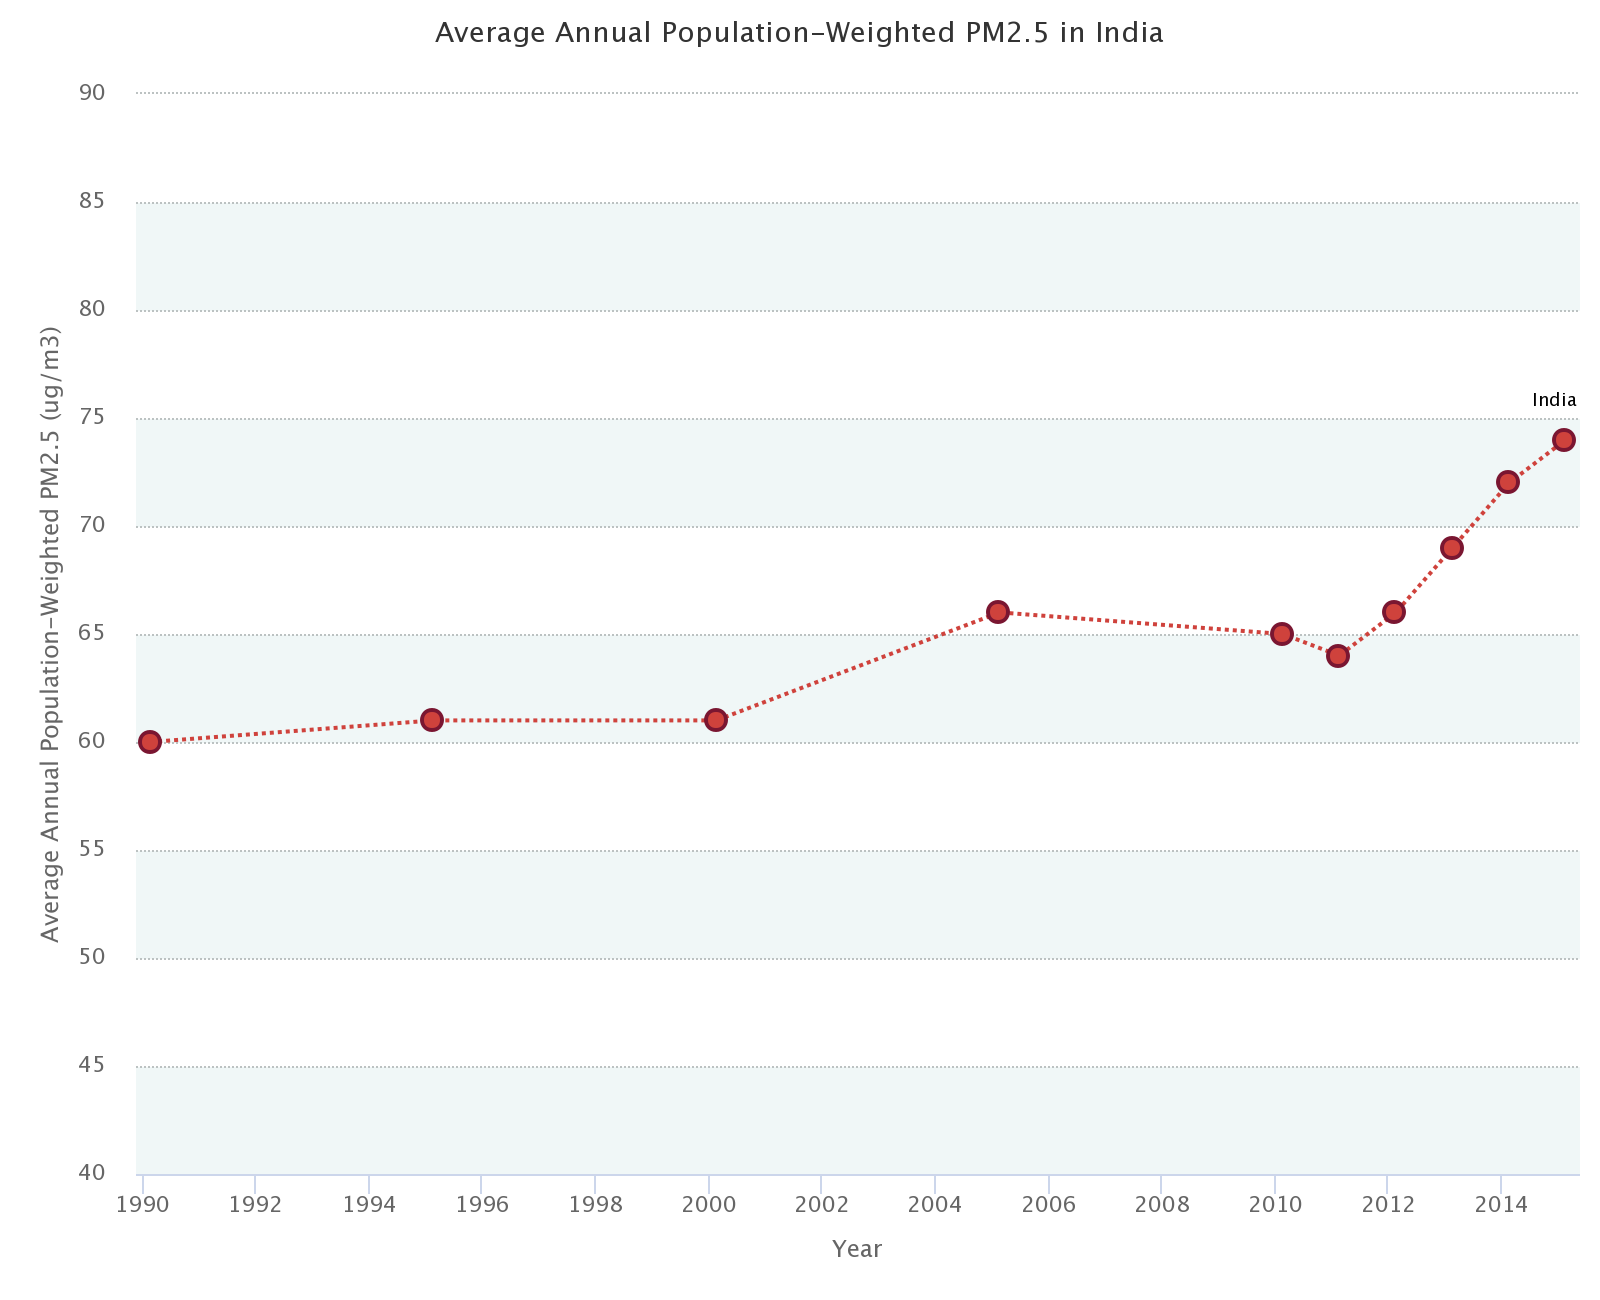 Average Annual Population-Weighted PM2.5 in India
Average Annual Population-Weighted PM2.5 (ug/m3)
90
85
80
75
70
65
60
55
50
45
40
India
1990 1992 1994 1996 1998 2000 2002 2004 2006 2008 2010 2012 2014
Year